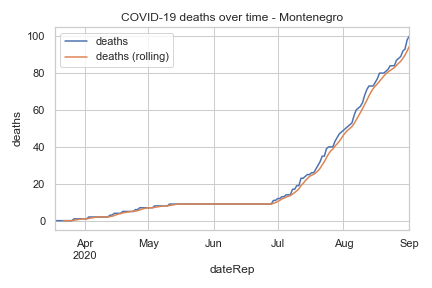 COVID-19 deaths over time - Montenegro
deaths
deaths (rolling)
100
80
60
40
20
0
deaths
Apr
2020
May
Jun
Jul
Aug
Sep
dateRep